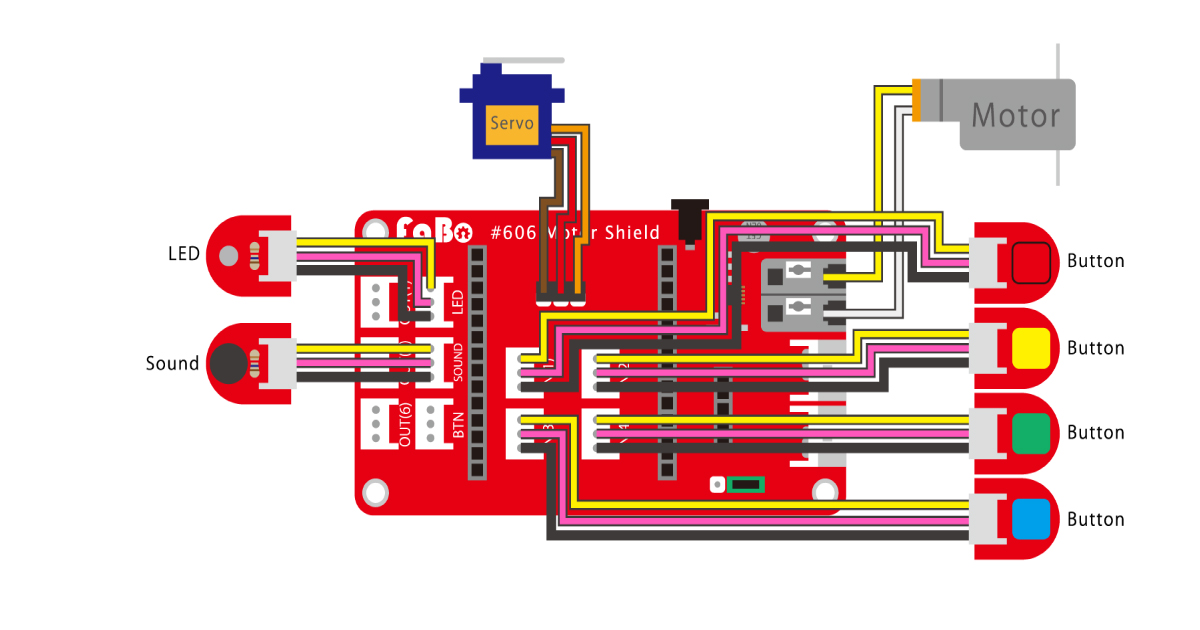 Servo
Motor
FaBo
#606 Motor Shield
LED
LED
Button
Sound
SOUND
Button
OUT(6)
BTN
Button
Button